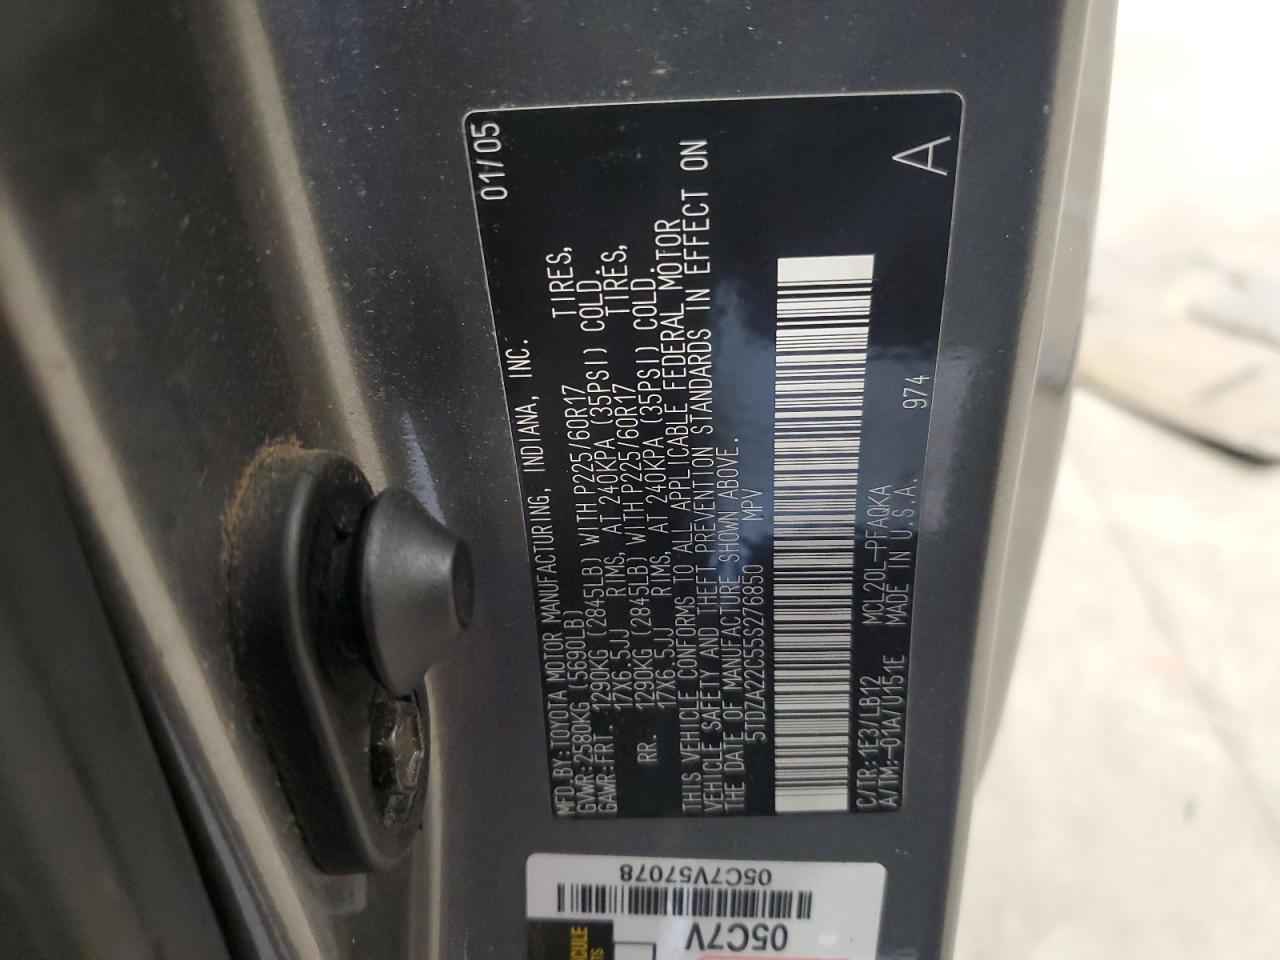 MFD.BY:TOYOTA MOTOR MANUFACTURING, INDIANA, INC. 01/05
GVWR:2580KG (5690LB)
GAWR:FRT. 1290KG (2845LB) WITH P225/60R17 TIRES,
17X6.5JJ RIMS, AT 240KPA (35PSI) COLD.
RR. 1290KG (2845LB) WITH P225/60R17 TIRES,
17X6.5JJ RIMS, AT 240KPA (35PSI) COLD.
THIS VEHICLE CONFORMS TO ALL APPLICABLE FEDERAL MOTOR
VEHICLE SAFETY AND THEFT PREVENTION STANDARDS IN EFFECT ON
THE DATE OF MANUFACTURE SHOWN ABOVE.
5TDZA22C55S276850 MPV
C/TR:1E3/LB12 MCL20L-PFAQKA
A/TM:-01A/U151E MADE IN U.S.A. 974 A
05C7V57078
05C7V